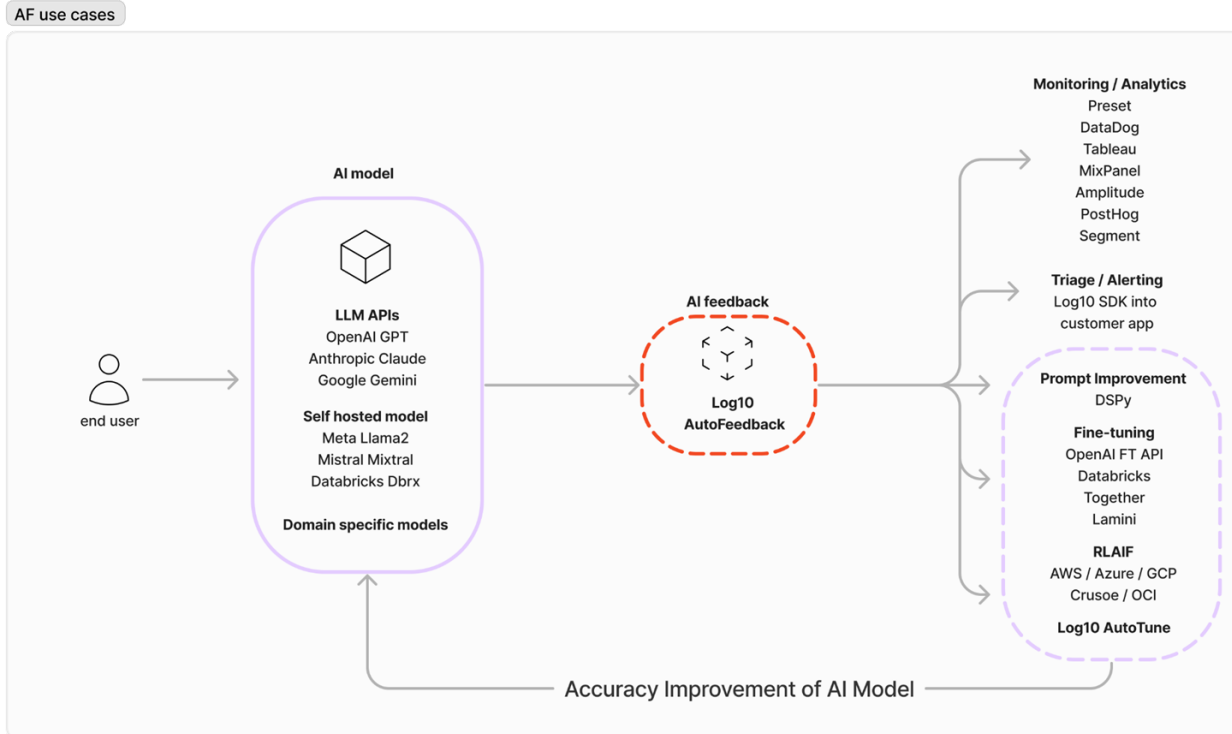 AF use cases
end user
AI model
LLM APIs
OpenAI GPT
Anthropic Claude
Google Gemini
Self hosted model
Meta Llama2
Mistral Mixtral
Databricks Dbrx
Domain specific models
AI feedback
Log10
AutoFeedback
Monitoring / Analytics
Preset
DataDog
Tableau
MixPanel
Amplitude
PostHog
Segment
Triage / Alerting
Log10 SDK into
customer app
Prompt Improvement
DSPy
Fine-tuning
OpenAI FT API
Databricks
Together
Lamini
RLAIF
AWS / Azure / GCP
Crusoe / OCI
Log10 AutoTune
Accuracy Improvement of AI Model